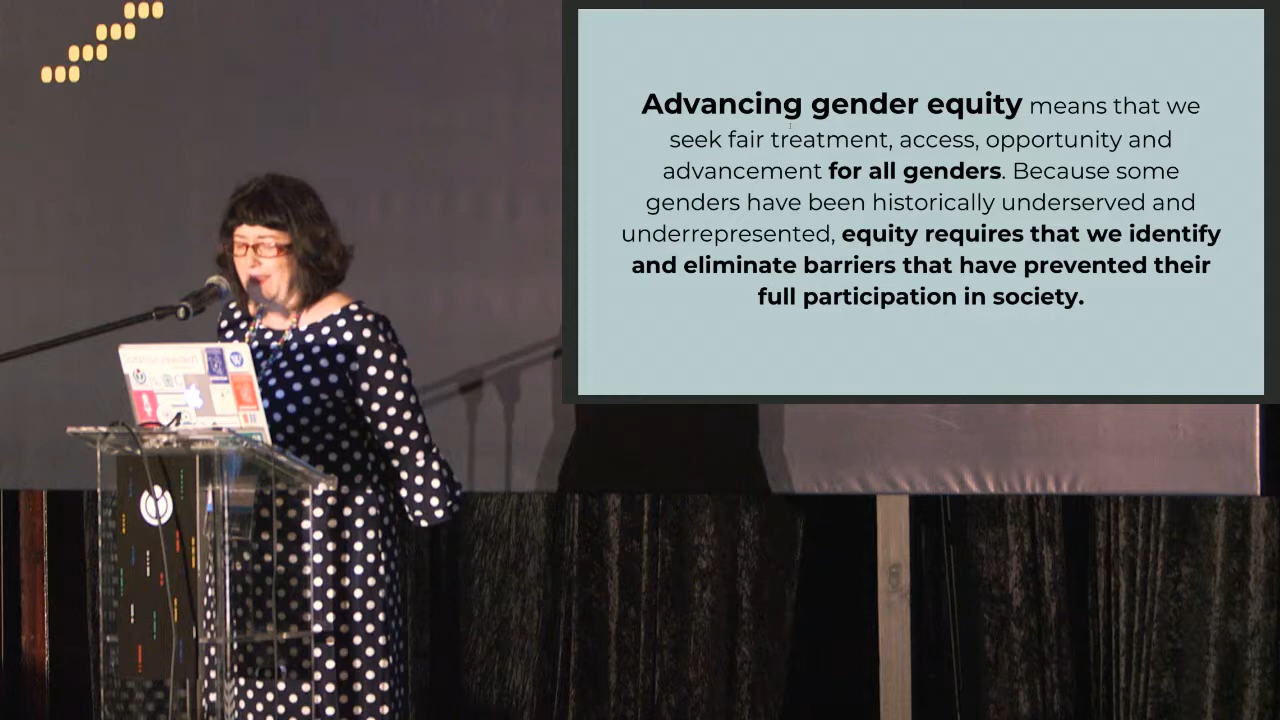 Advancing gender equity means that we
seek fair treatment, access, opportunity and
advancement for all genders. Because some
genders have been historically underserved and
underrepresented, equity requires that we identify
and eliminate barriers that have prevented their
full participation in society.